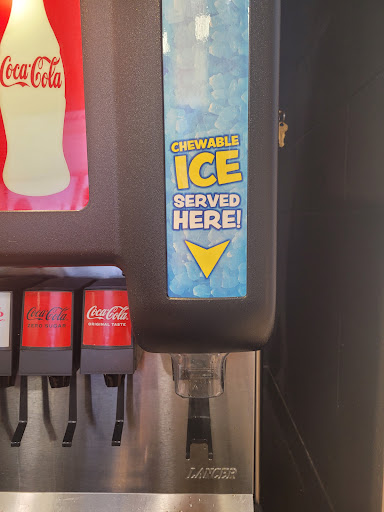 Coca-Cola
CHEWABLE
ICE
SERVED
HERE!
Coca-Cola
ZERO SUGAR
Coca-Cola
ORIGINAL TASTE
LANCER